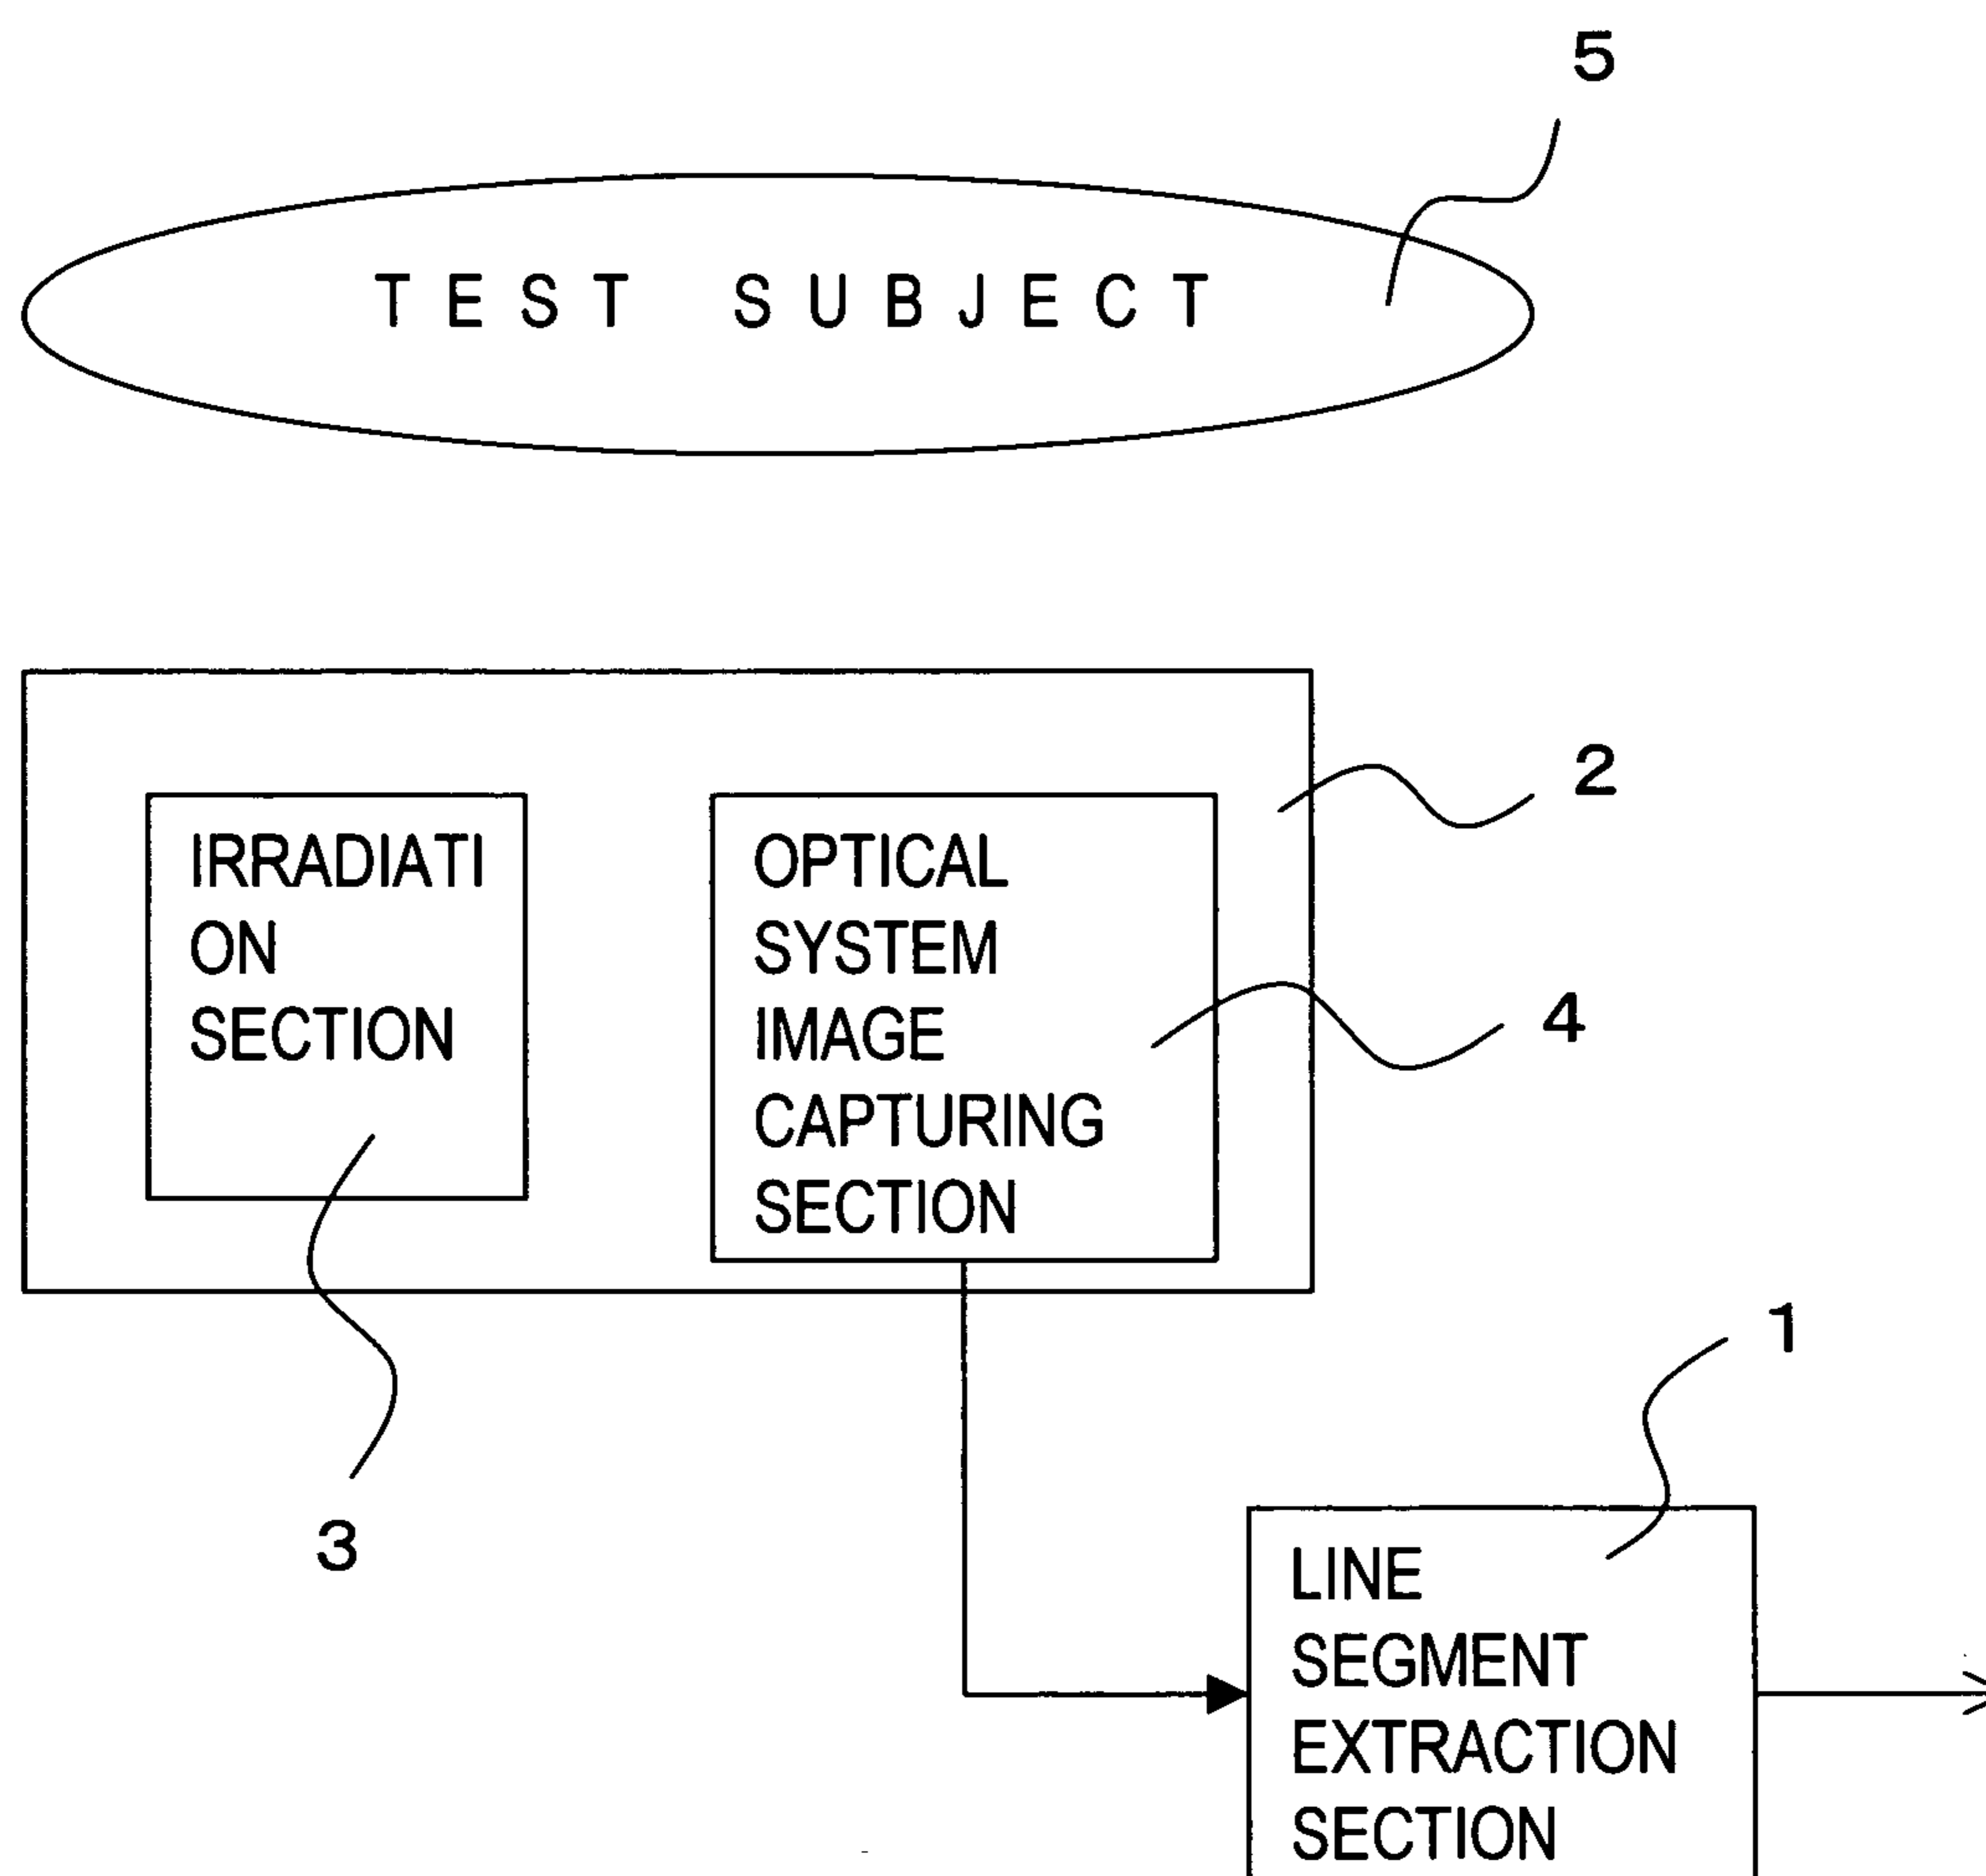 5
TEST SUBJECT
2
IRRADIATI
ON
SECTION
OPTICAL
SYSTEM
IMAGE
CAPTURING
SECTION
4
3
1
LINE
SEGMENT
EXTRACTION
SECTION